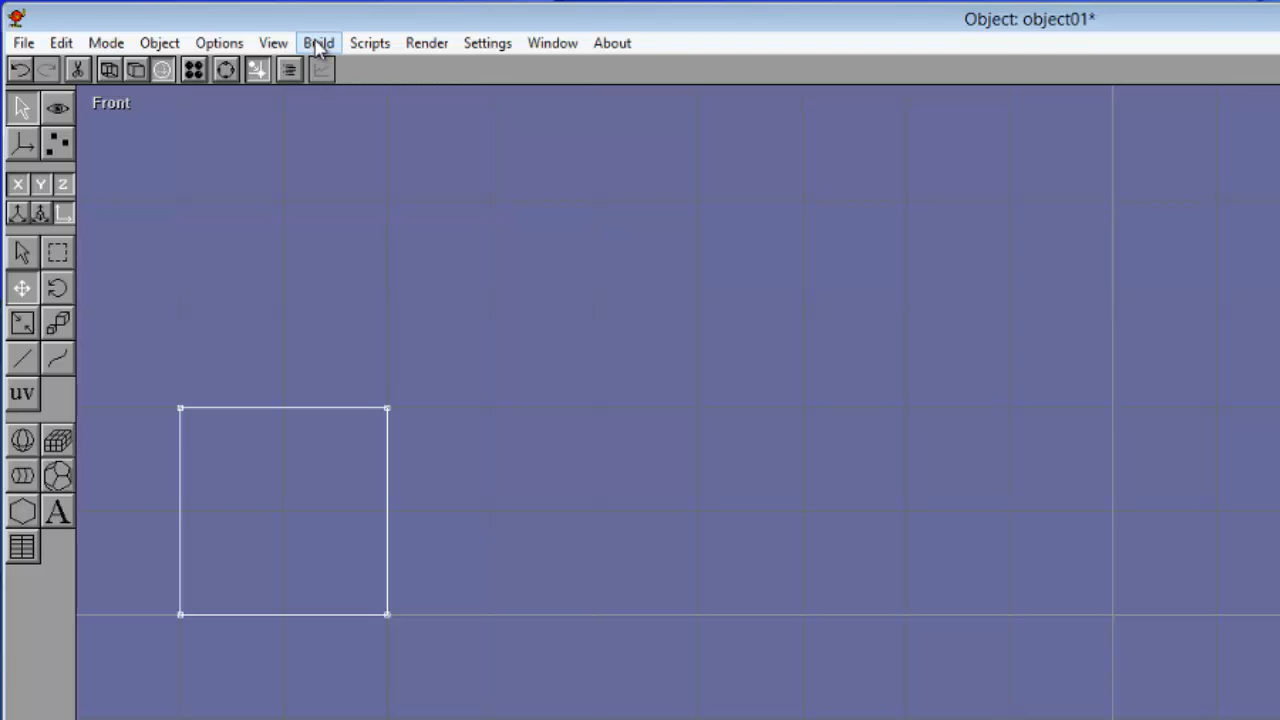 Object: object01*
File Edit Mode Object Options View Build Scripts Render Settings Window About
Front
X Y Z
uv
A